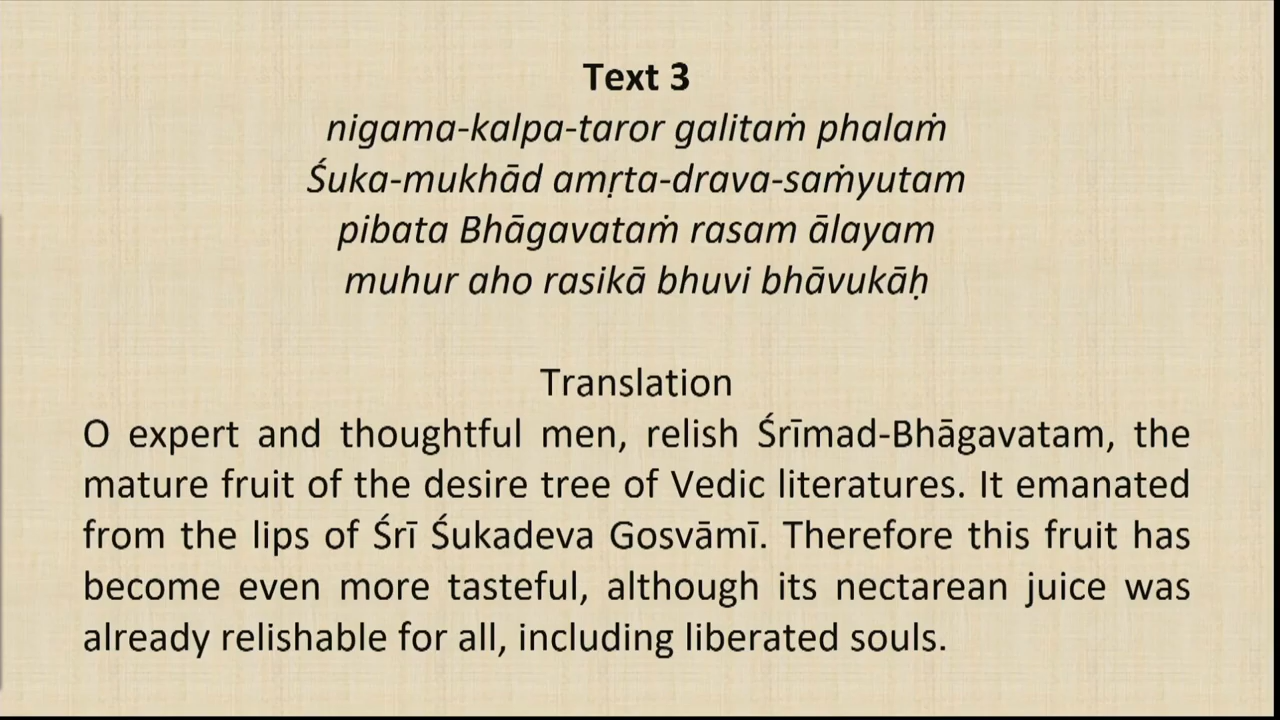 Text 3
nigama-kalpa-taror galitaṁ phalaṁ
Śuka-mukhād amṛta-drava-saṁyutam
pibata Bhāgavataṁ rasam ālayam
muhur aho rasikā bhuvi bhāvukāḥ
Translation
O expert and thoughtful men, relish Śrīmad-Bhāgavatam, the
mature fruit of the desire tree of Vedic literatures. It emanated
from the lips of Śrī Śukadeva Gosvāmī. Therefore this fruit has
become even more tasteful, although its nectarean juice was
already relishable for all, including liberated souls.